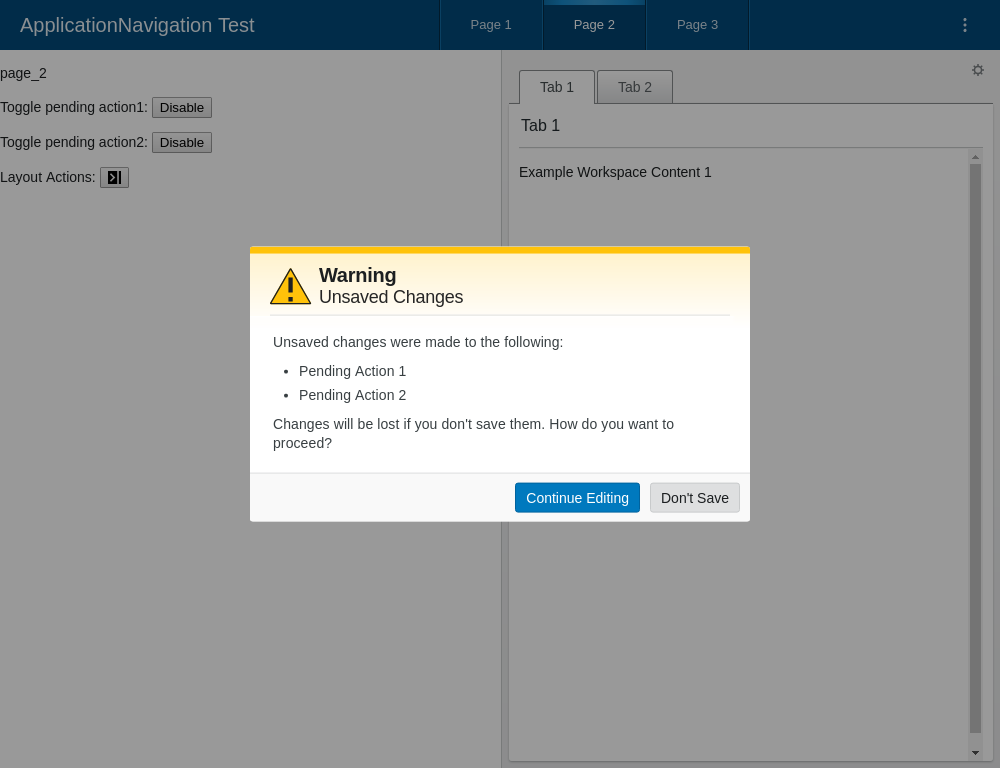 ApplicationNavigation Test
Page 1
Page 2
Page 3
page_2
Toggle pending action1: Disable
Toggle pending action2: Disable
Layout Actions:
Tab 1
Tab 2
Tab 1
Example Workspace Content 1
Warning
Unsaved Changes
Unsaved changes were made to the following:
• Pending Action 1
• Pending Action 2
Changes will be lost if you don't save them. How do you want to
proceed?
Continue Editing
Don't Save